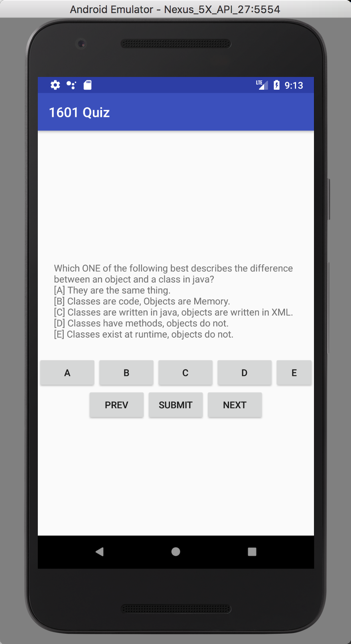 Android Emulator - Nexus_5X_API_27:5554
9:13
1601 Quiz
Which ONE of the following best describes the difference
between an object and a class in java?
[A] They are the same thing.
[B] Classes are code, Objects are Memory.
[C] Classes are written in java, objects are written in XML.
[D] Classes have methods, objects do not.
[E] Classes exist at runtime, objects do not.
A B C D E
PREV SUBMIT NEXT